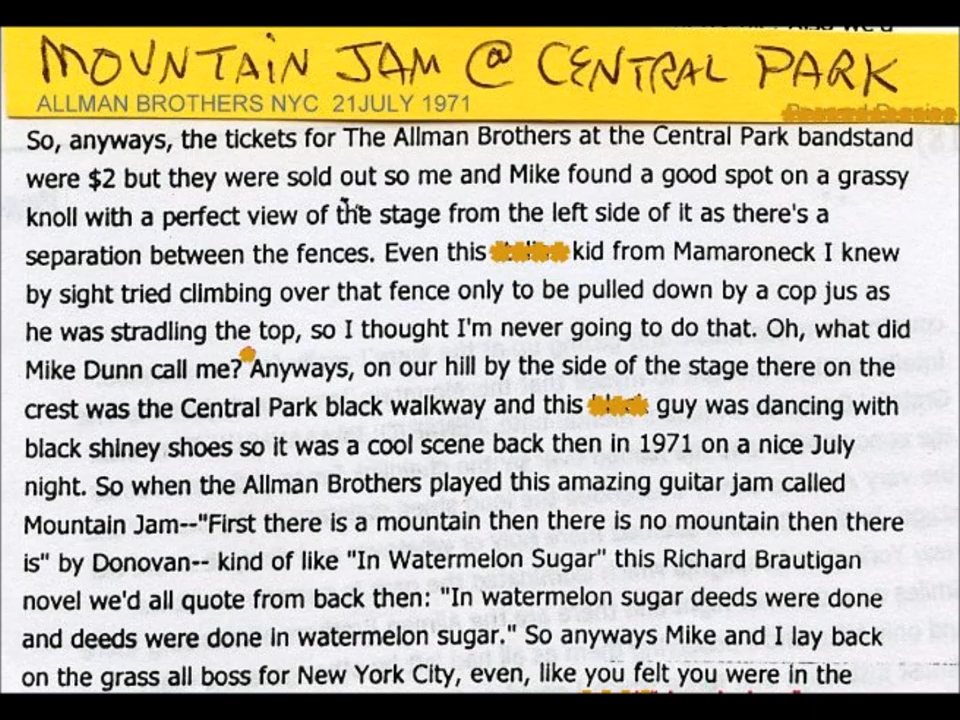 MOUNTAIN JAM @ CENTRAL PARK
ALLMAN BROTHERS NYC 21JULY 1971
So, anyways, the tickets for The Allman Brothers at the Central Park bandstand
were $2 but they were sold out so me and Mike found a good spot on a grassy
knoll with a perfect view of the stage from the left side of it as there's a
separation between the fences. Even this kid from Mamaroneck I knew
by sight tried climbing over that fence only to be pulled down by a cop jus as
he was stradling the top, so I thought I'm never going to do that. Oh, what did
Mike Dunn call me? Anyways, on our hill by the side of the stage there on the
crest was the Central Park black walkway and this guy was dancing with
black shiney shoes so it was a cool scene back then in 1971 on a nice July
night. So when the Allman Brothers played this amazing guitar jam called
Mountain Jam--"First there is a mountain then there is no mountain then there
is" by Donovan-- kind of like "In Watermelon Sugar" this Richard Brautigan
novel we'd all quote from back then: "In watermelon sugar deeds were done
and deeds were done in watermelon sugar." So anyways Mike and I lay back
on the grass all boss for New York City, even, like you felt you were in the